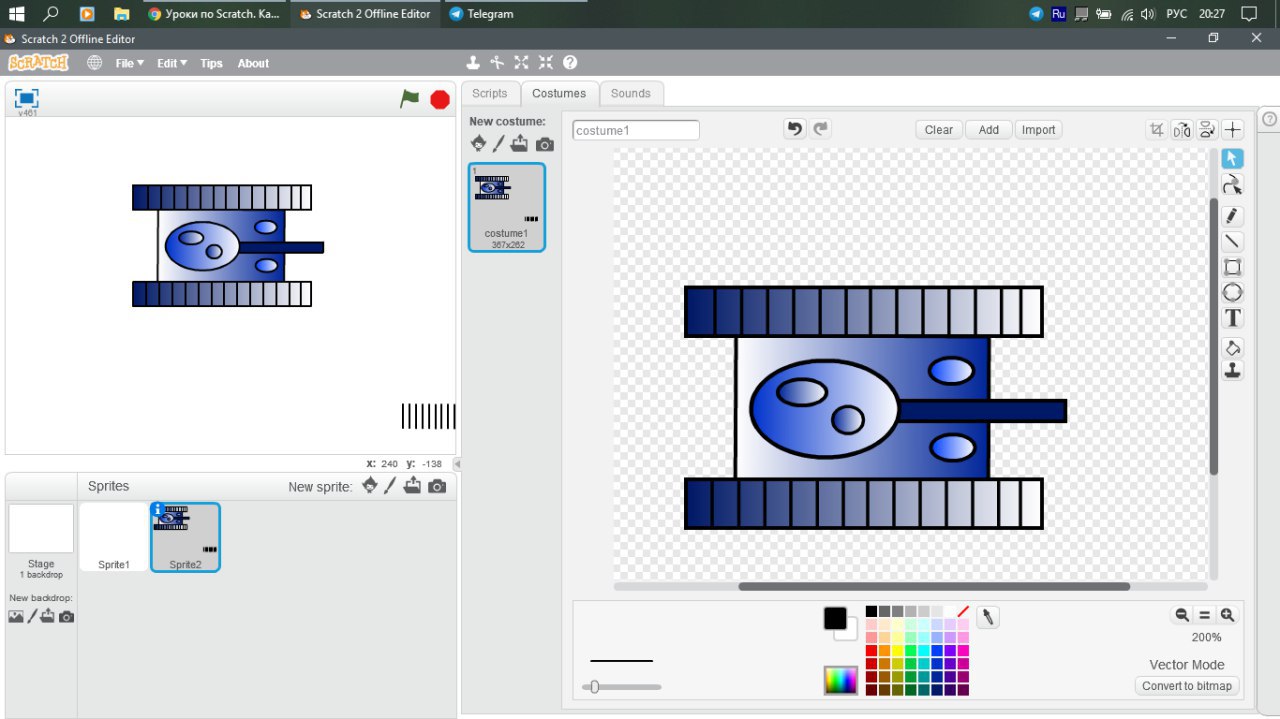 Уроки по Scratch. Ка...
Scratch 2 Offline Editor
Telegram
Ru
РУС
20:27
Scratch 2 Offline Editor
SCRATCH
File
Edit
Tips
About
v461
Scripts
Costumes
Sounds
New costume:
costume1
Clear
Add
Import
1
costume1
367x262
T
x: 240 y: -138
Sprites
New sprite:
Stage
1 backdrop
New backdrop:
Sprite1
Sprite2
200%
Vector Mode
Convert to bitmap